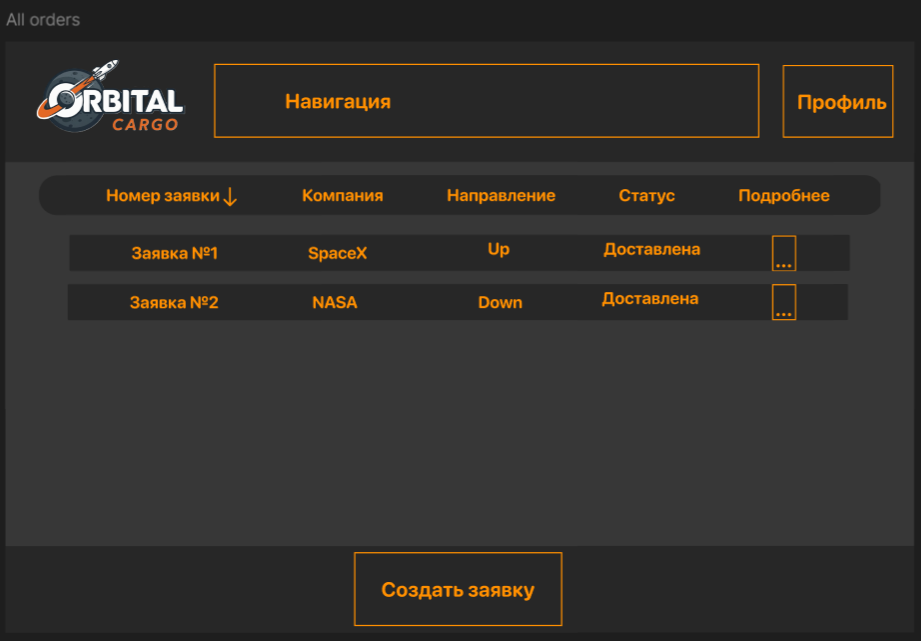 All orders
ORBITAL
CARGO
Навигация
Профиль
Номер заявки Компания Направление Статус Подробнее
Заявка №1 SpaceX Up Доставлена ...
Заявка №2 NASA Down Доставлена ...
Создать заявку